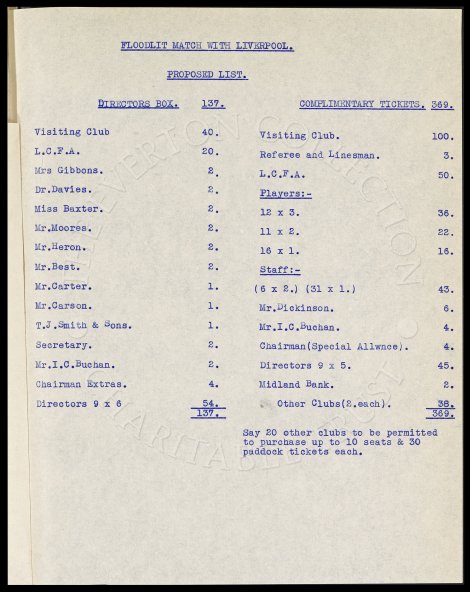 FLOODLIT MATCH WITH LIVERPOOL.
PROPOSED LIST.
DIRECTORS BOX. 137.
Visiting Club 40.
L.C.F.A. 20.
Mrs Gibbons. 2.
Dr.Davies. 2.
Miss Baxter. 2.
Mr.Moores. 2.
Mr.Heron. 2.
Mr.Best. 2.
Mr.Carter. 1.
Mr.Carson. 1.
T.J.Smith & Sons. 1.
Secretary. 2.
Mr.I.C.Buchan. 2.
Chairman Extras. 4.
Directors 9 x 6 54.
137.
COMPLIMENTARY TICKETS. 369.
Visiting Club. 100.
Referee and Linesman. 3.
L.C.F.A. 50.
Players:-
12 x 3. 36.
11 x 2. 22.
16 x 1. 16.
Staff:-
(6 x 2.) (31 x 1.) 43.
Mr.Dickinson. 6.
Mr.I.C.Buchan. 4.
Chairman(Special Allwnce). 4.
Directors 9 x 5. 45.
Midland Bank. 2.
Other Clubs(2.each). 38.
369.
Say 20 other clubs to be permitted
to purchase up to 10 seats & 30
paddock tickets each.
EVERTON COLLECTION
CHARITABLE TRUST